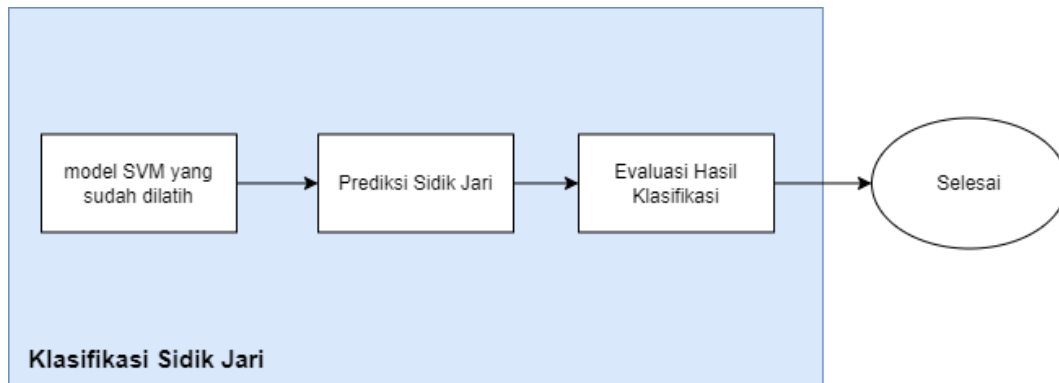 model SVM yang
sudah dilatih
Prediksi Sidik Jari
Evaluasi Hasil
Klasifikasi
Selesai
Klasifikasi Sidik Jari